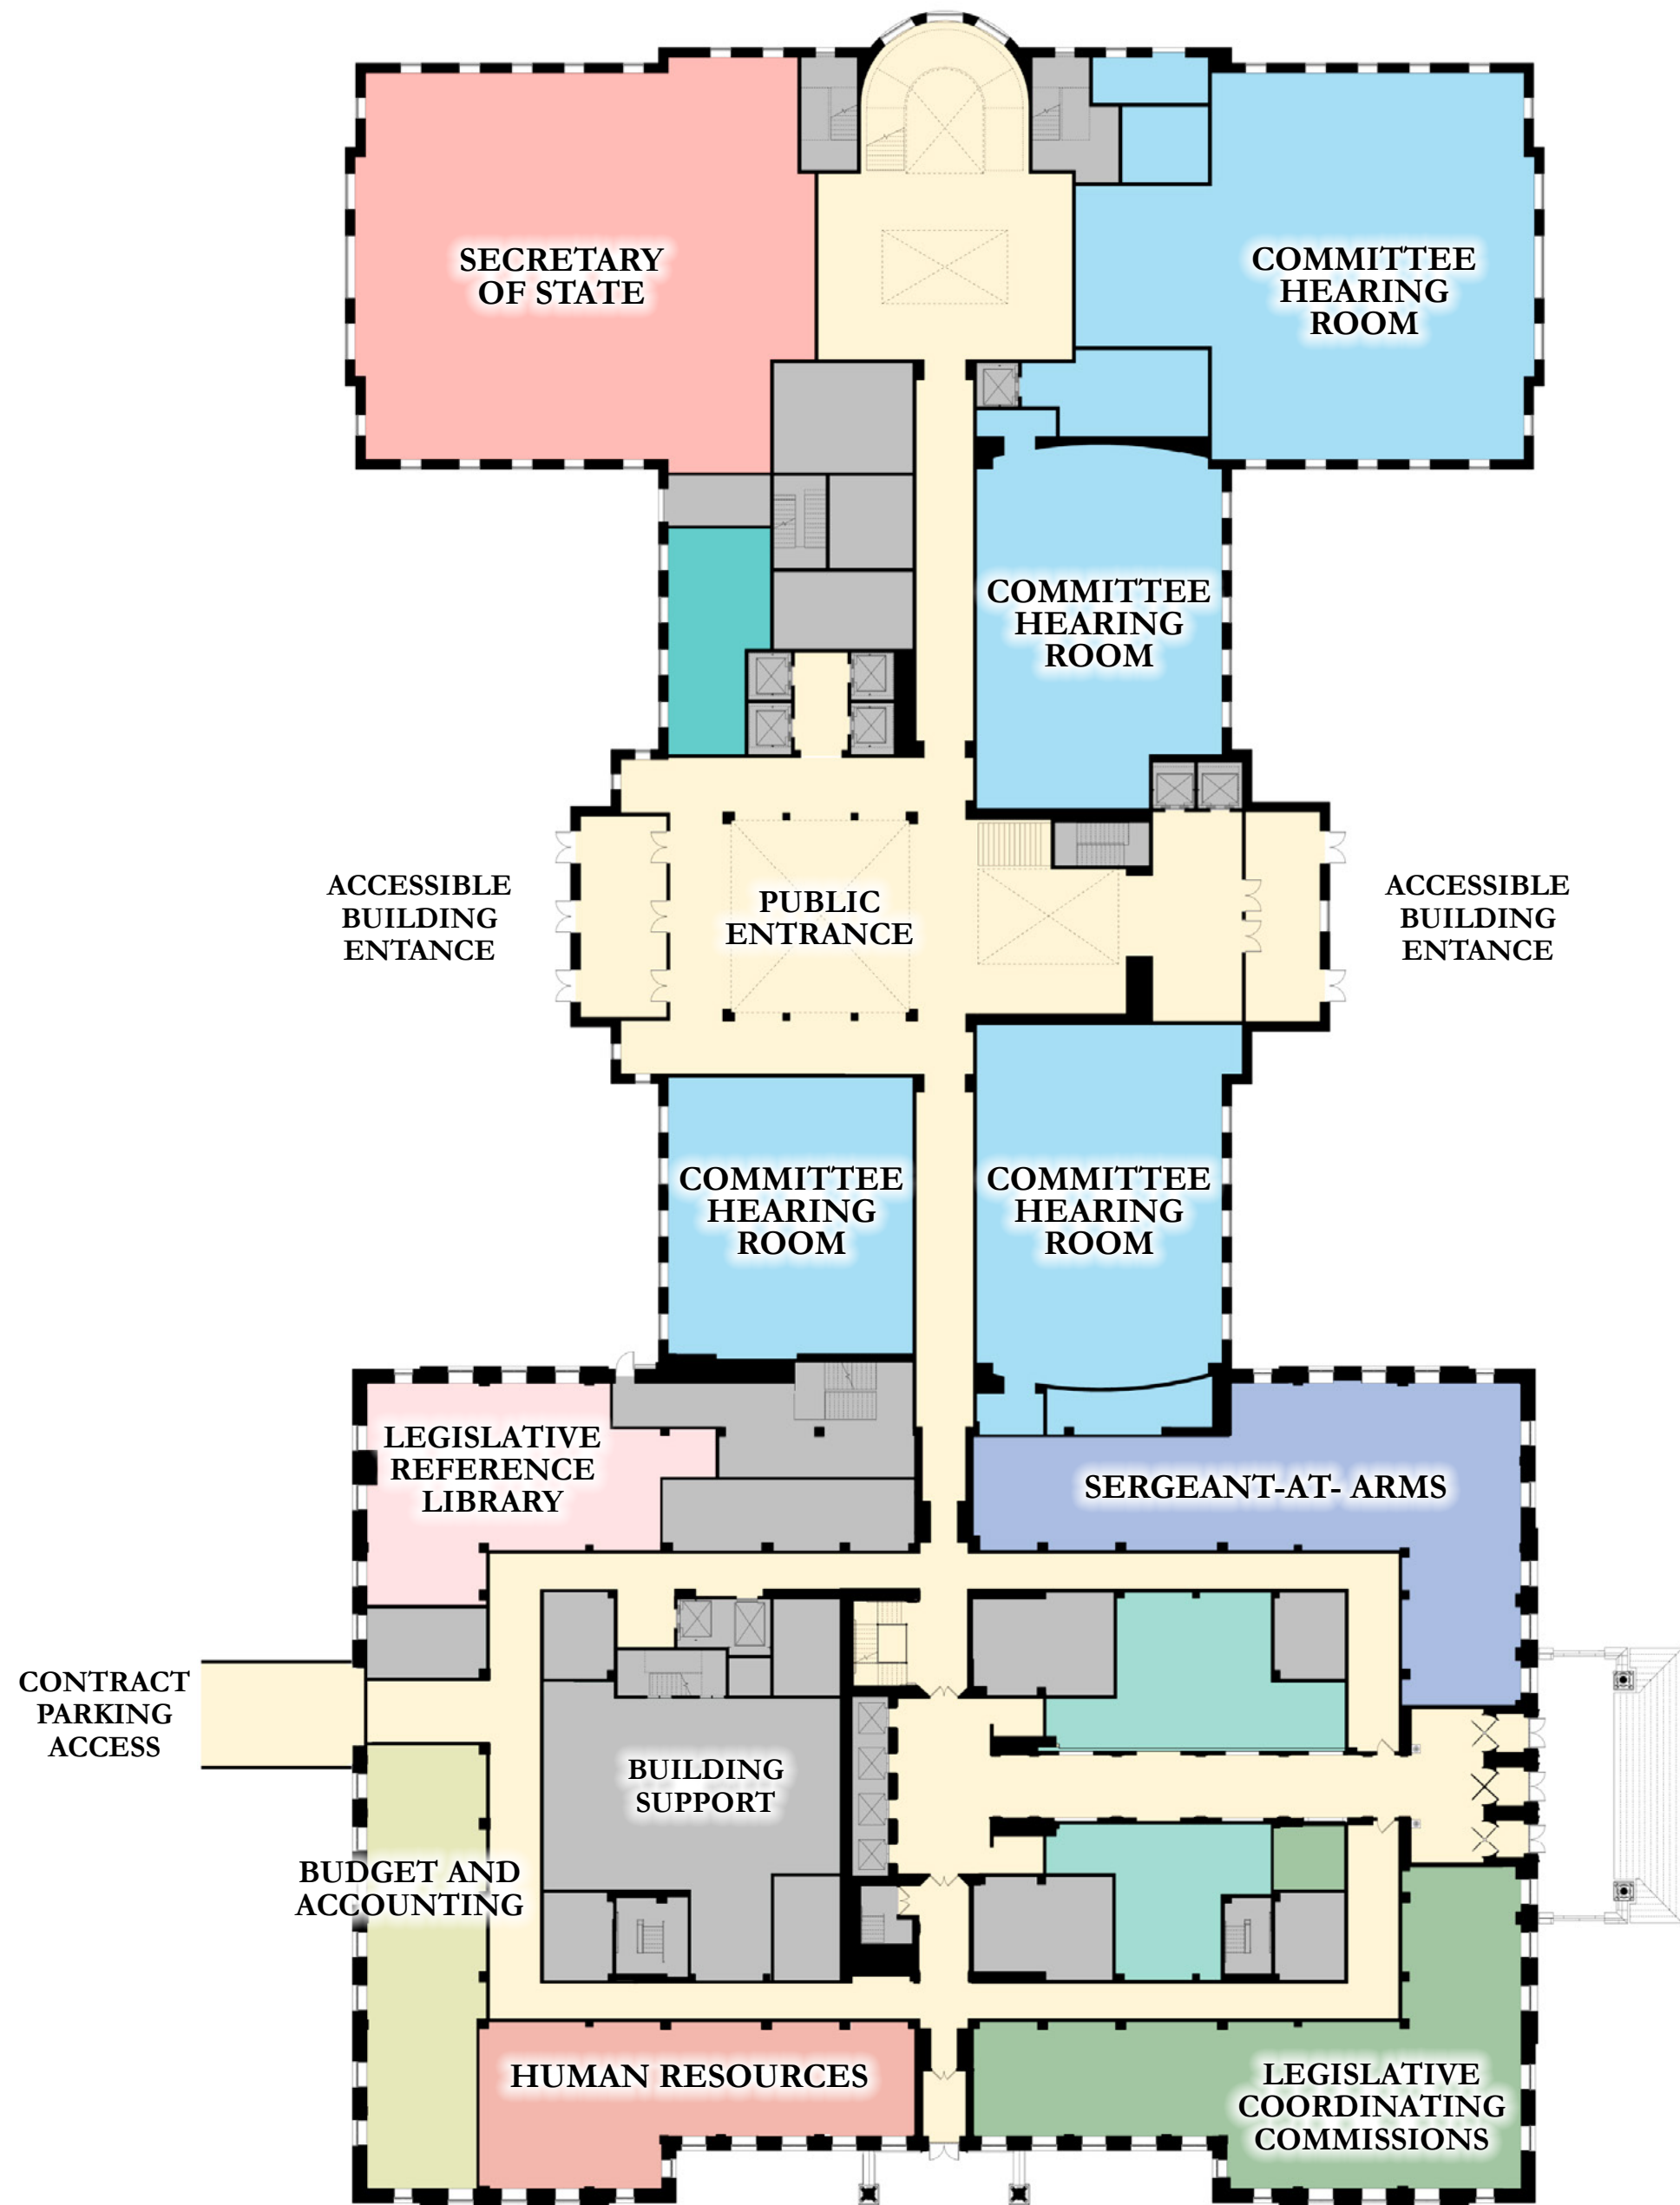 SECRETARY
OF STATE
COMMITTEE
HEARING
ROOM
COMMITTEE
HEARING
ROOM
ACCESSIBLE
BUILDING
ENTANCE
PUBLIC
ENTRANCE
ACCESSIBLE
BUILDING
ENTANCE
COMMITTEE
HEARING
ROOM
COMMITTEE
HEARING
ROOM
LEGISLATIVE
REFERENCE
LIBRARY
SERGEANT-AT- ARMS
CONTRACT
PARKING
ACCESS
BUILDING
SUPPORT
BUDGET AND
ACCOUNTING
HUMAN RESOURCES
LEGISLATIVE
COORDINATING
COMMISSIONS